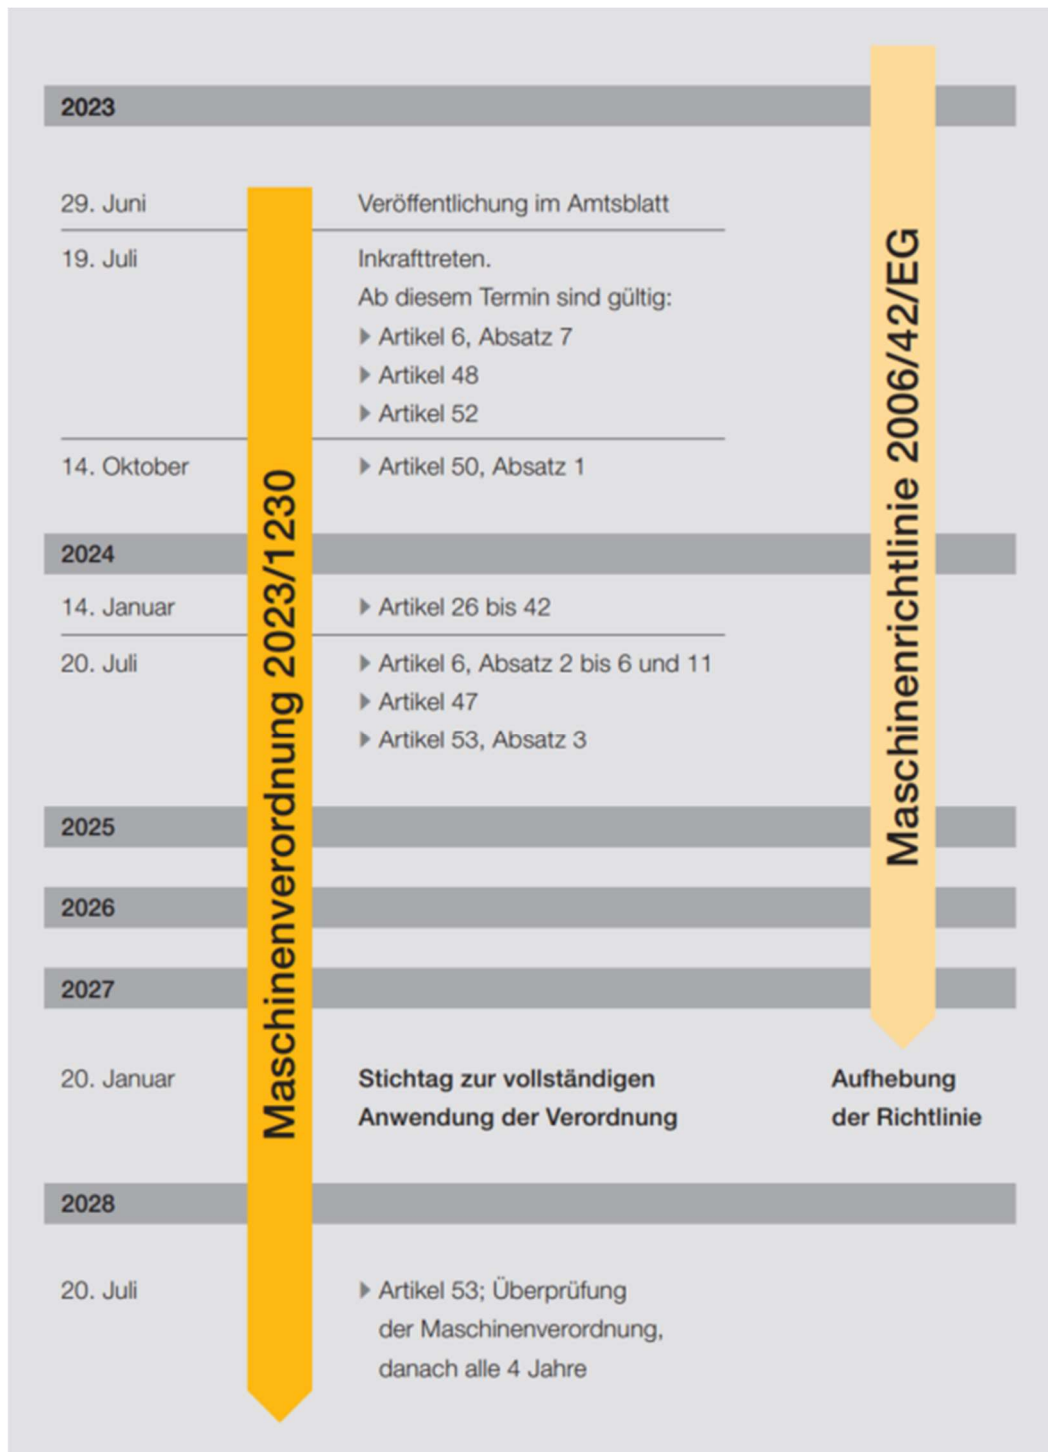 2023
29. Juni Veröffentlichung im Amtsblatt
19. Juli Inkrafttreten.
Ab diesem Termin sind gültig:
Artikel 6, Absatz 7
Artikel 48
Artikel 52
14. Oktober Artikel 50, Absatz 1
2024
14. Januar Artikel 26 bis 42
20. Juli Artikel 6, Absatz 2 bis 6 und 11
Artikel 47
Artikel 53, Absatz 3
2025
2026
2027
20. Januar Stichtag zur vollständigen
Anwendung der Verordnung
Aufhebung
der Richtlinie
2028
20. Juli Artikel 53; Überprüfung
der Maschinenverordnung,
danach alle 4 Jahre
Maschinenverordnung 2023/1230
Maschinenrichtlinie 2006/42/EG